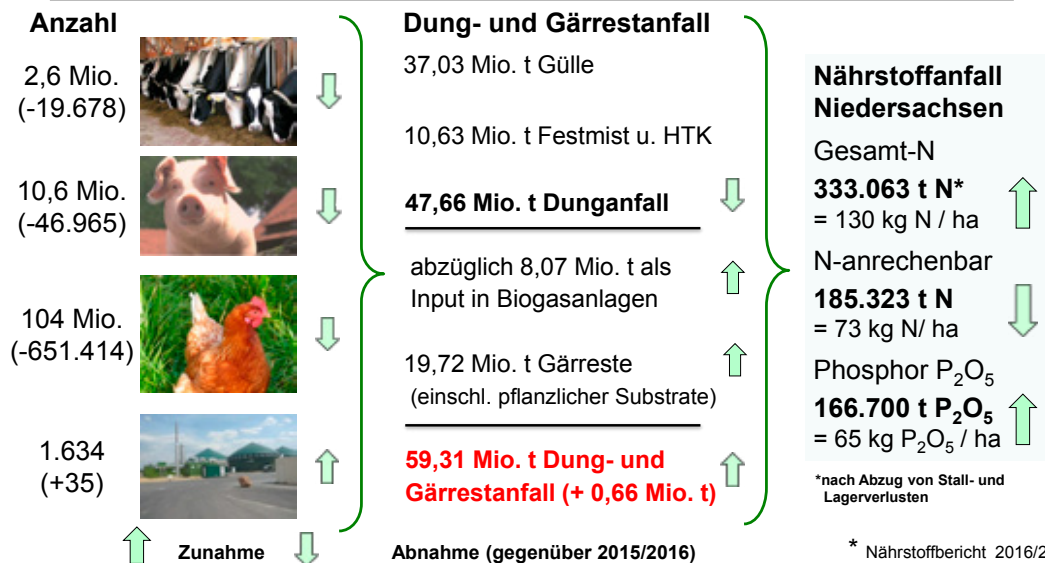 Anzahl
2,6 Mio.
(-19.678)
10,6 Mio.
(-46.965)
104 Mio.
(-651.414)
1.634
(+35)
Dung- und Gärrestanfall
37,03 Mio. t Gülle
10,63 Mio. t Festmist u. HTK
47,66 Mio. t Dunganfall
abzüglich 8,07 Mio. t als
Input in Biogasanlagen
19,72 Mio. t Gärreste
(einschl. pflanzlicher Substrate)
59,31 Mio. t Dung- und
Gärrestanfall (+ 0,66 Mio. t)
Nährstoffanfall
Niedersachsen
Gesamt-N
333.063 t N*
= 130 kg N / ha
N-anrechenbar
185.323 t N
= 73 kg N/ ha
Phosphor P₂O₅
166.700 t P₂O₅
= 65 kg P₂O₅ / ha
*nach Abzug von Stall- und
Lagerverlusten
Zunahme
Abnahme (gegenüber 2015/2016)
* Nährstoffbericht 2016/2